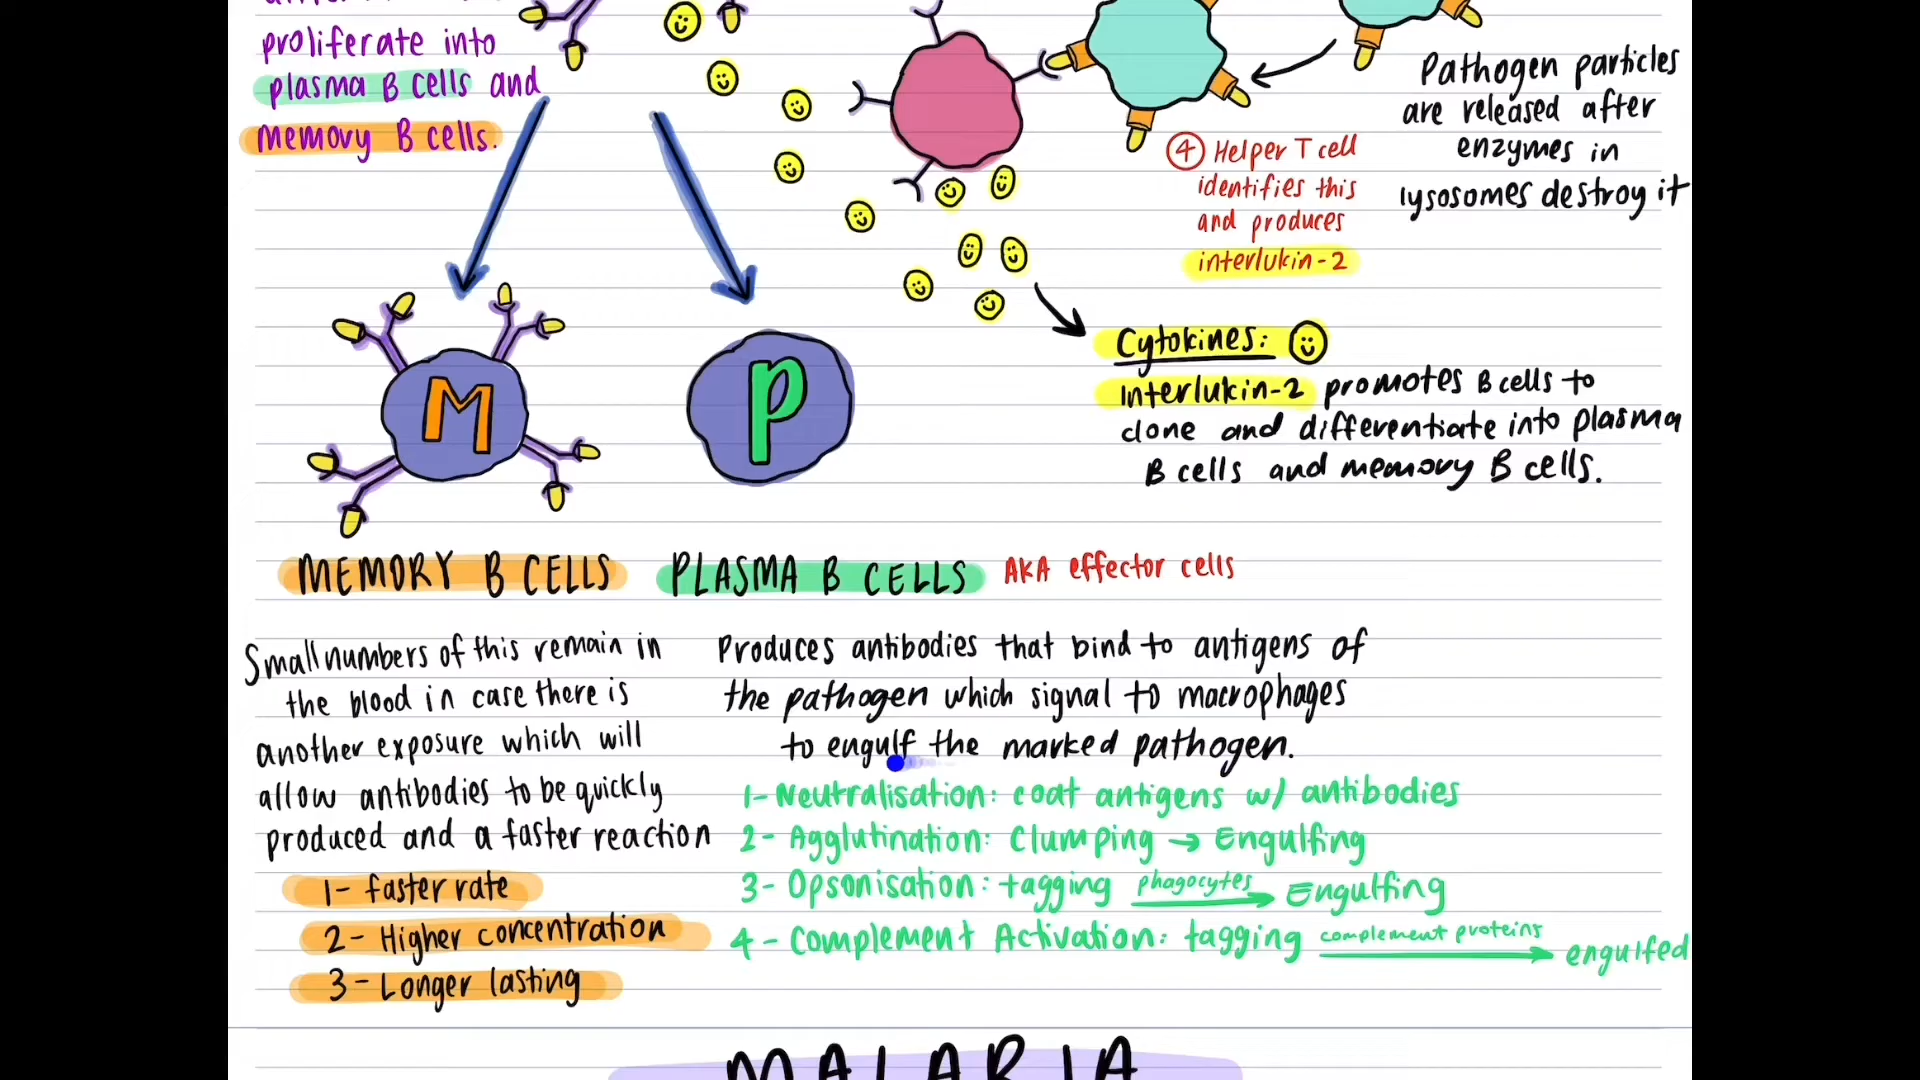 proliferate into
plasma B cells and
memory B cells.
Pathogen particles
are released after
enzymes in
lysosomes destroy it
4 Helper T cell
identifies this
and produces
interlukin-2
Cytokines:
Interlukin-2 promotes B cells to
clone and differentiate into plasma
B cells and memory B cells.
M
P
MEMORY B CELLS
PLASMA B CELLS AKA effector cells
Small numbers of this remain in
the blood in case there is
another exposure which will
allow antibodies to be quickly
produced and a faster reaction
1- faster rate
2- Higher concentration
3- Longer lasting
Produces antibodies that bind to antigens of
the pathogen which signal to macrophages
to engulf the marked pathogen.
1- Neutralisation: coat antigens w/ antibodies
2- Agglutination: Clumping → Engulfing
3- Opsonisation: tagging phagocytes → Engulfing
4- Complement Activation: tagging complement proteins → engulfed
MALARIA